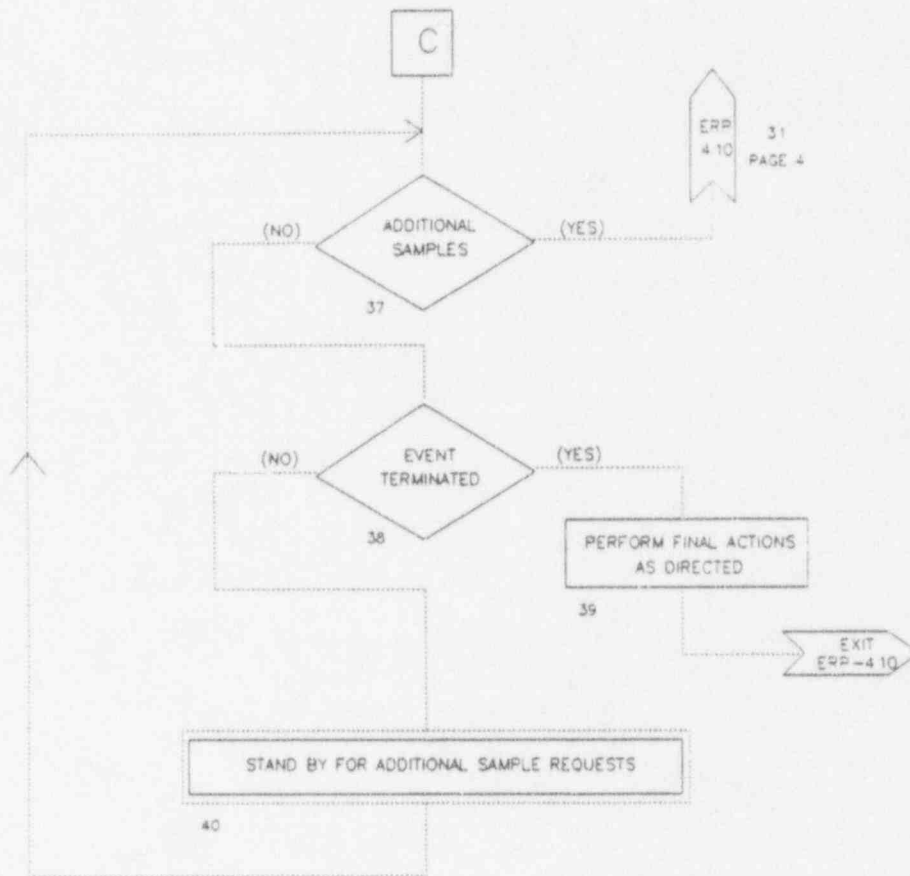 C
ERP
4.10
31
PAGE 4
(NO)
ADDITIONAL
SAMPLES
(YES)
37
(NO)
EVENT
TERMINATED
(YES)
38
PERFORM FINAL ACTIONS
AS DIRECTED
39
EXIT
ERP-4.10
STAND BY FOR ADDITIONAL SAMPLE REQUESTS
40